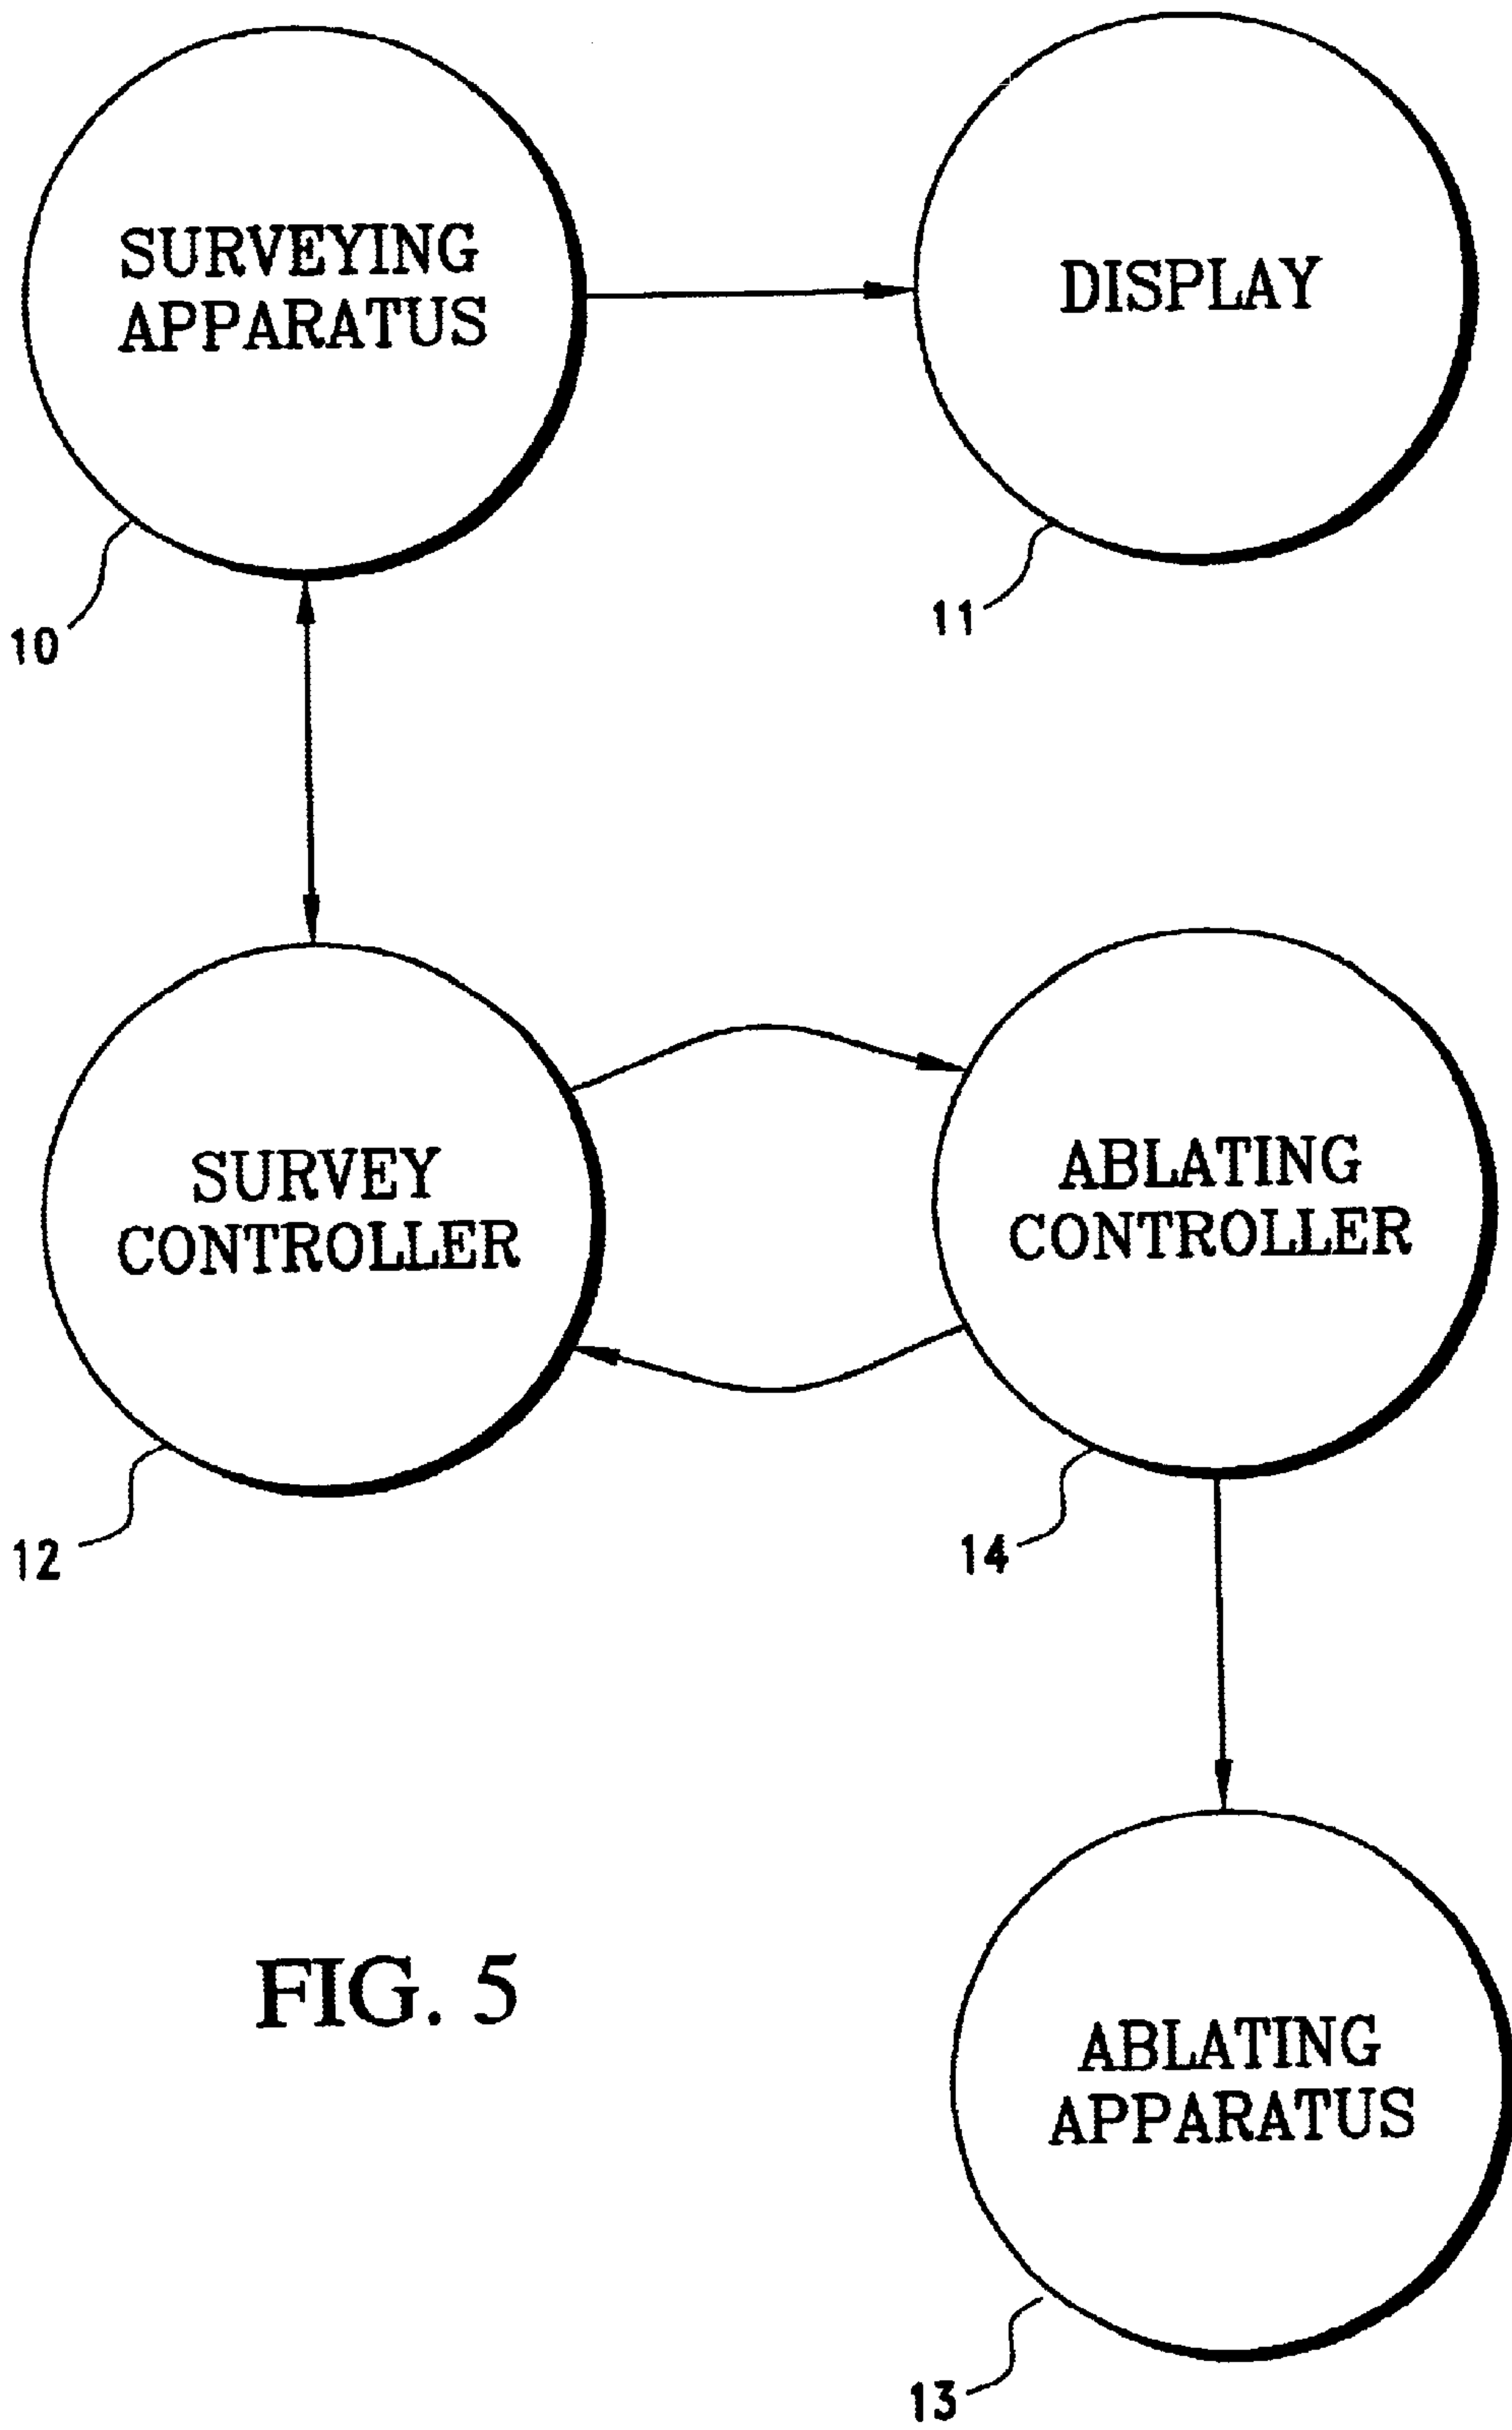 SURVEYING
APPARATUS
DISPLAY
10
11
SURVEY
CONTROLLER
ABLATING
CONTROLLER
12
14
FIG. 5
ABLATING
APPARATUS
13